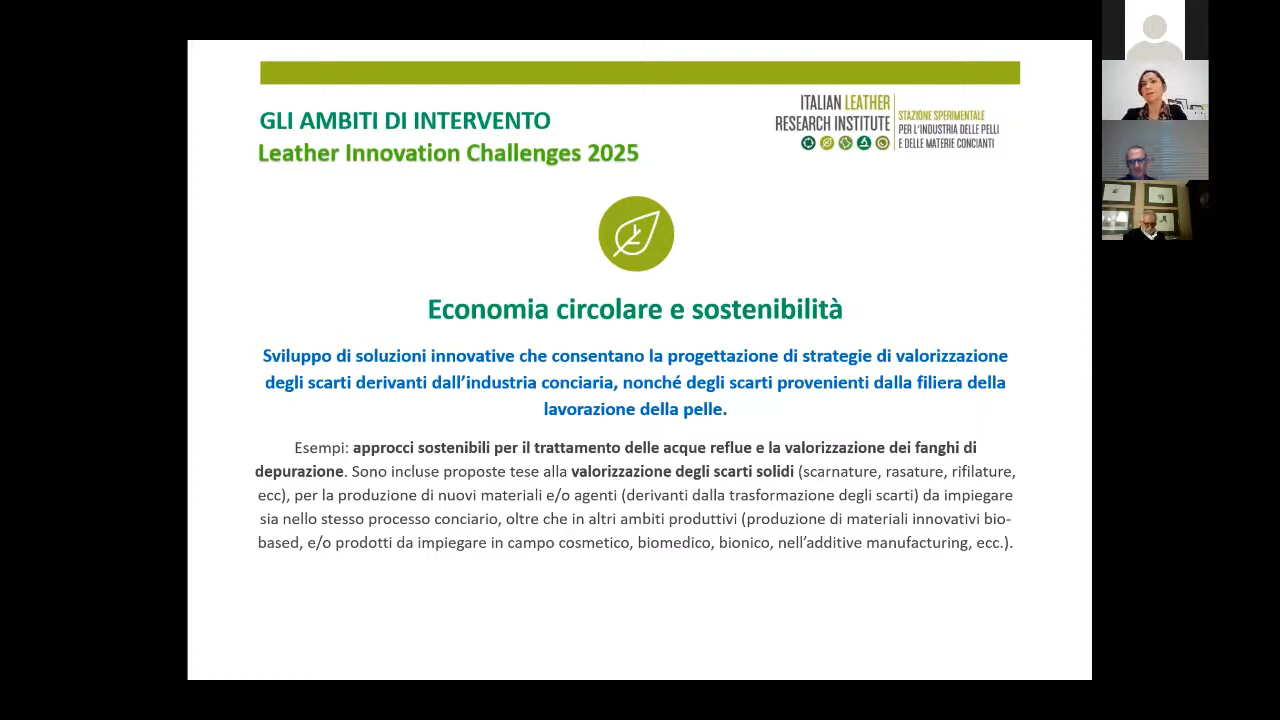 GLI AMBITI DI INTERVENTO
Leather Innovation Challenges 2025
ITALIAN LEATHER
RESEARCH INSTITUTE
STAZIONE SPERIMENTALE
PER L'INDUSTRIA DELLE PELLI
E DELLE MATERIE CONCIANTI
Economia circolare e sostenibilità
Sviluppo di soluzioni innovative che consentano la progettazione di strategie di valorizzazione
degli scarti derivanti dall’industria conciaria, nonché degli scarti provenienti dalla filiera della
lavorazione della pelle.
Esempi: approcci sostenibili per il trattamento delle acque reflue e la valorizzazione dei fanghi di
depurazione. Sono incluse proposte tese alla valorizzazione degli scarti solidi (scarnature, rasature, rifilature,
ecc), per la produzione di nuovi materiali e/o agenti (derivanti dalla trasformazione degli scarti) da impiegare
sia nello stesso processo conciario, oltre che in altri ambiti produttivi (produzione di materiali innovativi bio-
based, e/o prodotti da impiegare in campo cosmetico, biomedico, bionico, nell’additive manufacturing, ecc.).